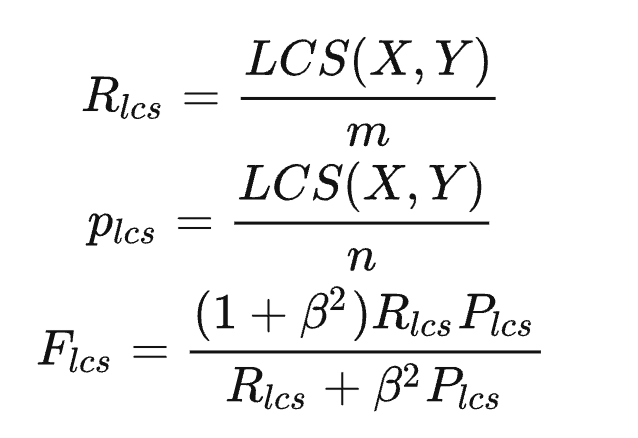 R_{lcs} = \frac{LCS(X,Y)}{m}
p_{lcs} = \frac{LCS(X,Y)}{n}
F_{lcs} = \frac{(1+\beta^2)R_{lcs}P_{lcs}}{R_{lcs}+\beta^2 P_{lcs}}